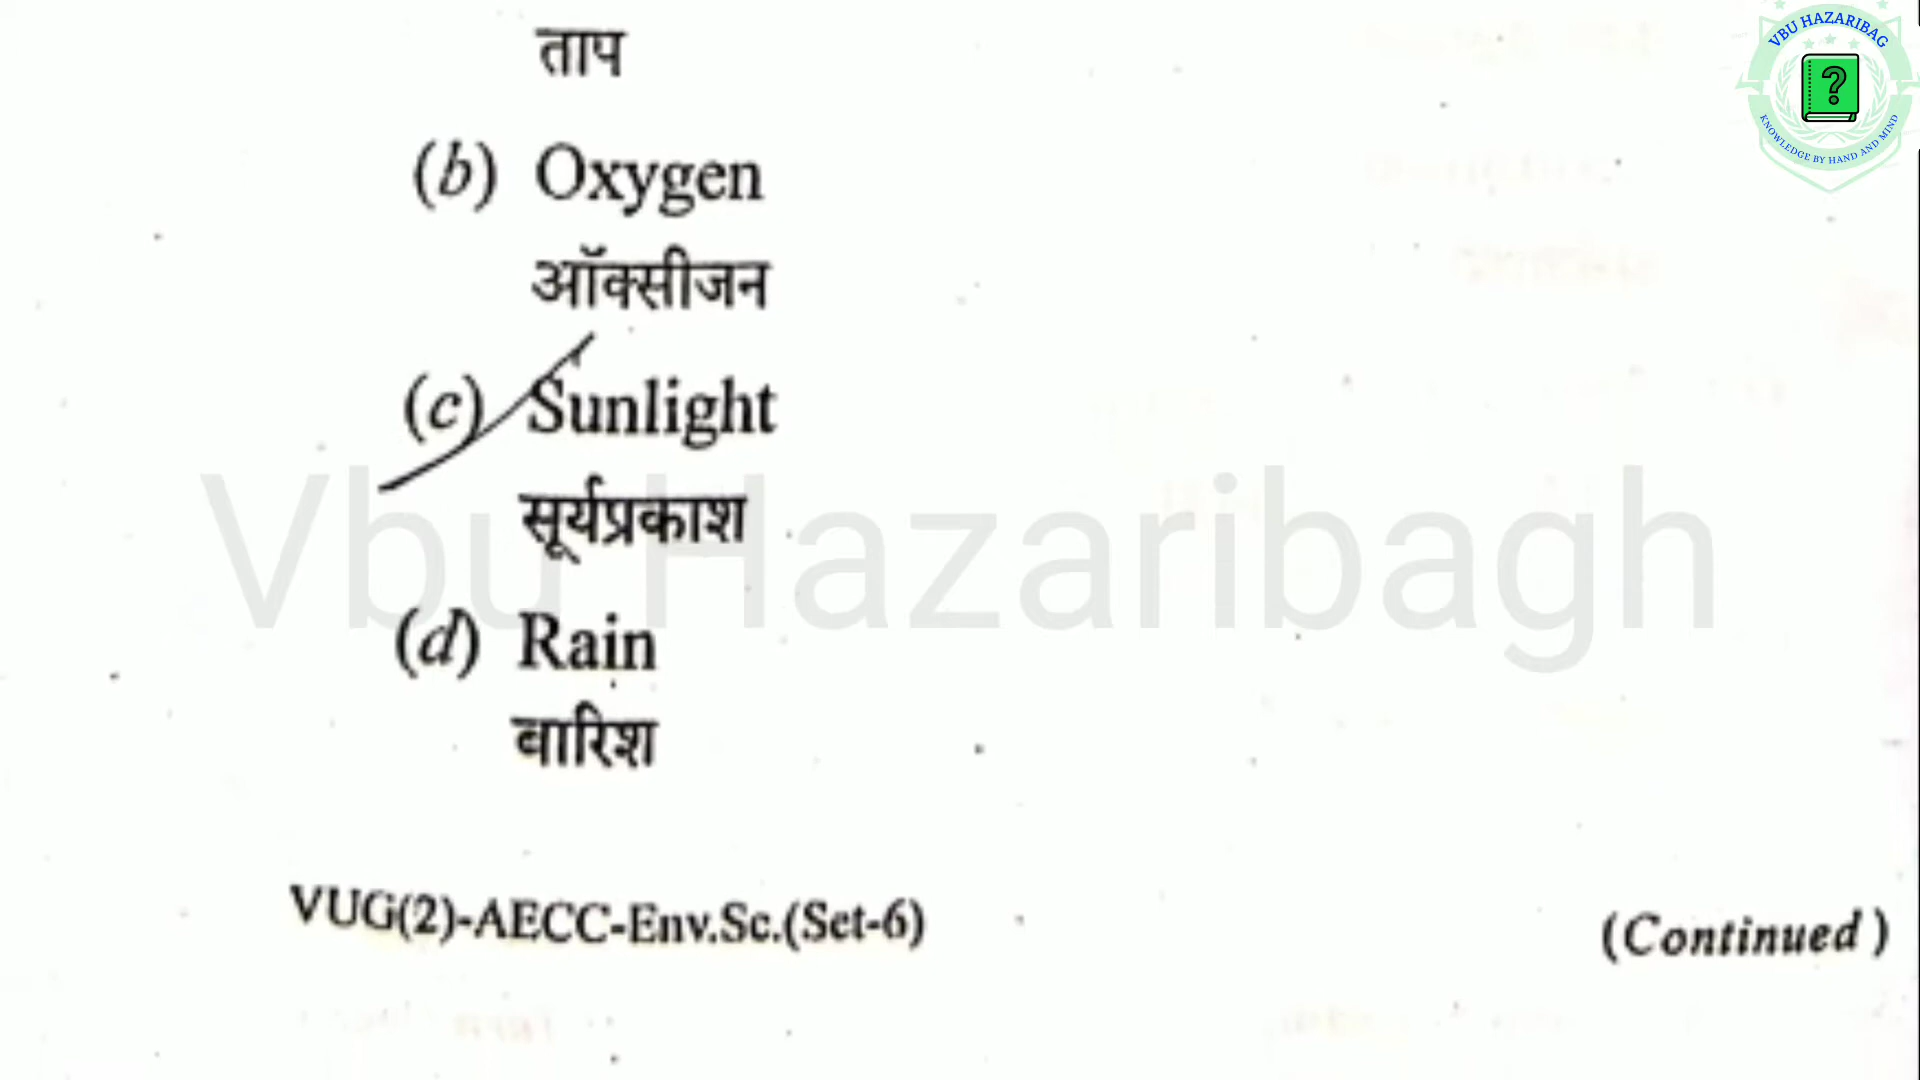 ताप
VBU HAZARIBAG
?
KNOWLEDGE BY HAND AND MIND
(b) Oxygen
ऑक्सीजन
(c) Sunlight
सूर्यप्रकाश
Vbu Hazaribagh
(d) Rain
वारिश
VUG(2)-AECC-Env.Sc.(Set-6)
(Continued)